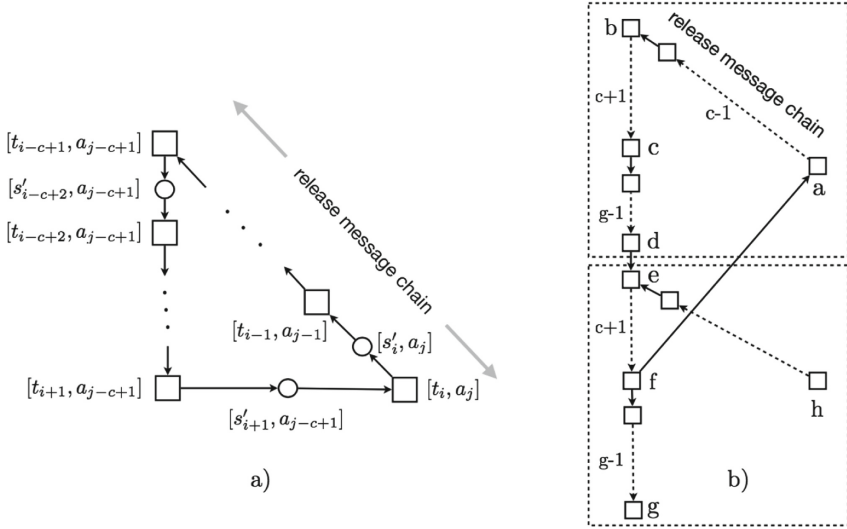 [t_{i-c+1}, a_{j-c+1}]
[s'_{i-c+2}, a_{j-c+1}]
[t_{i-c+2}, a_{j-c+1}]
release message chain
[t_{i-1}, a_{j-1}]
[s'_i, a_j]
[t_{i+1}, a_{j-c+1}]
[t_i, a_j]
[s'_{i+1}, a_{j-c+1}]
a)
b
release message chain
c+1
c-1
c
a
g-1
d
e
c+1
f
h
g-1
g
b)